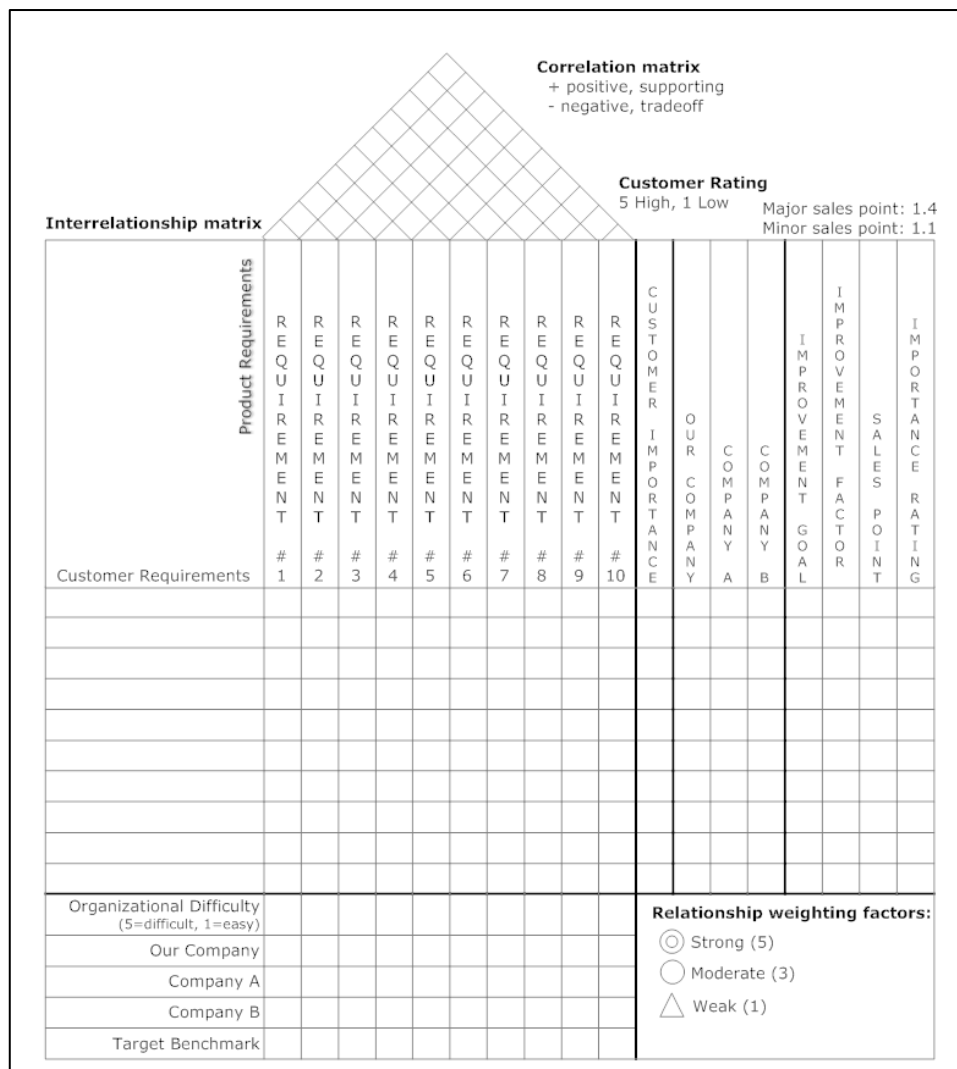 Correlation matrix
+ positive, supporting
- negative, tradeoff
Customer Rating
5 High, 1 Low
Major sales point: 1.4
Minor sales point: 1.1
Interrelationship matrix
Product Requirements
Customer Requirements
REQUIREMENT #1
REQUIREMENT #2
REQUIREMENT #3
REQUIREMENT #4
REQUIREMENT #5
REQUIREMENT #6
REQUIREMENT #7
REQUIREMENT #8
REQUIREMENT #9
REQUIREMENT #10
CUSTOMER IMPORTANCE
OUR COMPANY
COMPANY A
COMPANY B
IMPROVEMENT GOAL
IMPROVEMENT FACTOR
SALES POINT
IMPORTANCE RATING
Organizational Difficulty
(5=difficult, 1=easy)
Our Company
Company A
Company B
Target Benchmark
Relationship weighting factors:
Strong (5)
Moderate (3)
Weak (1)